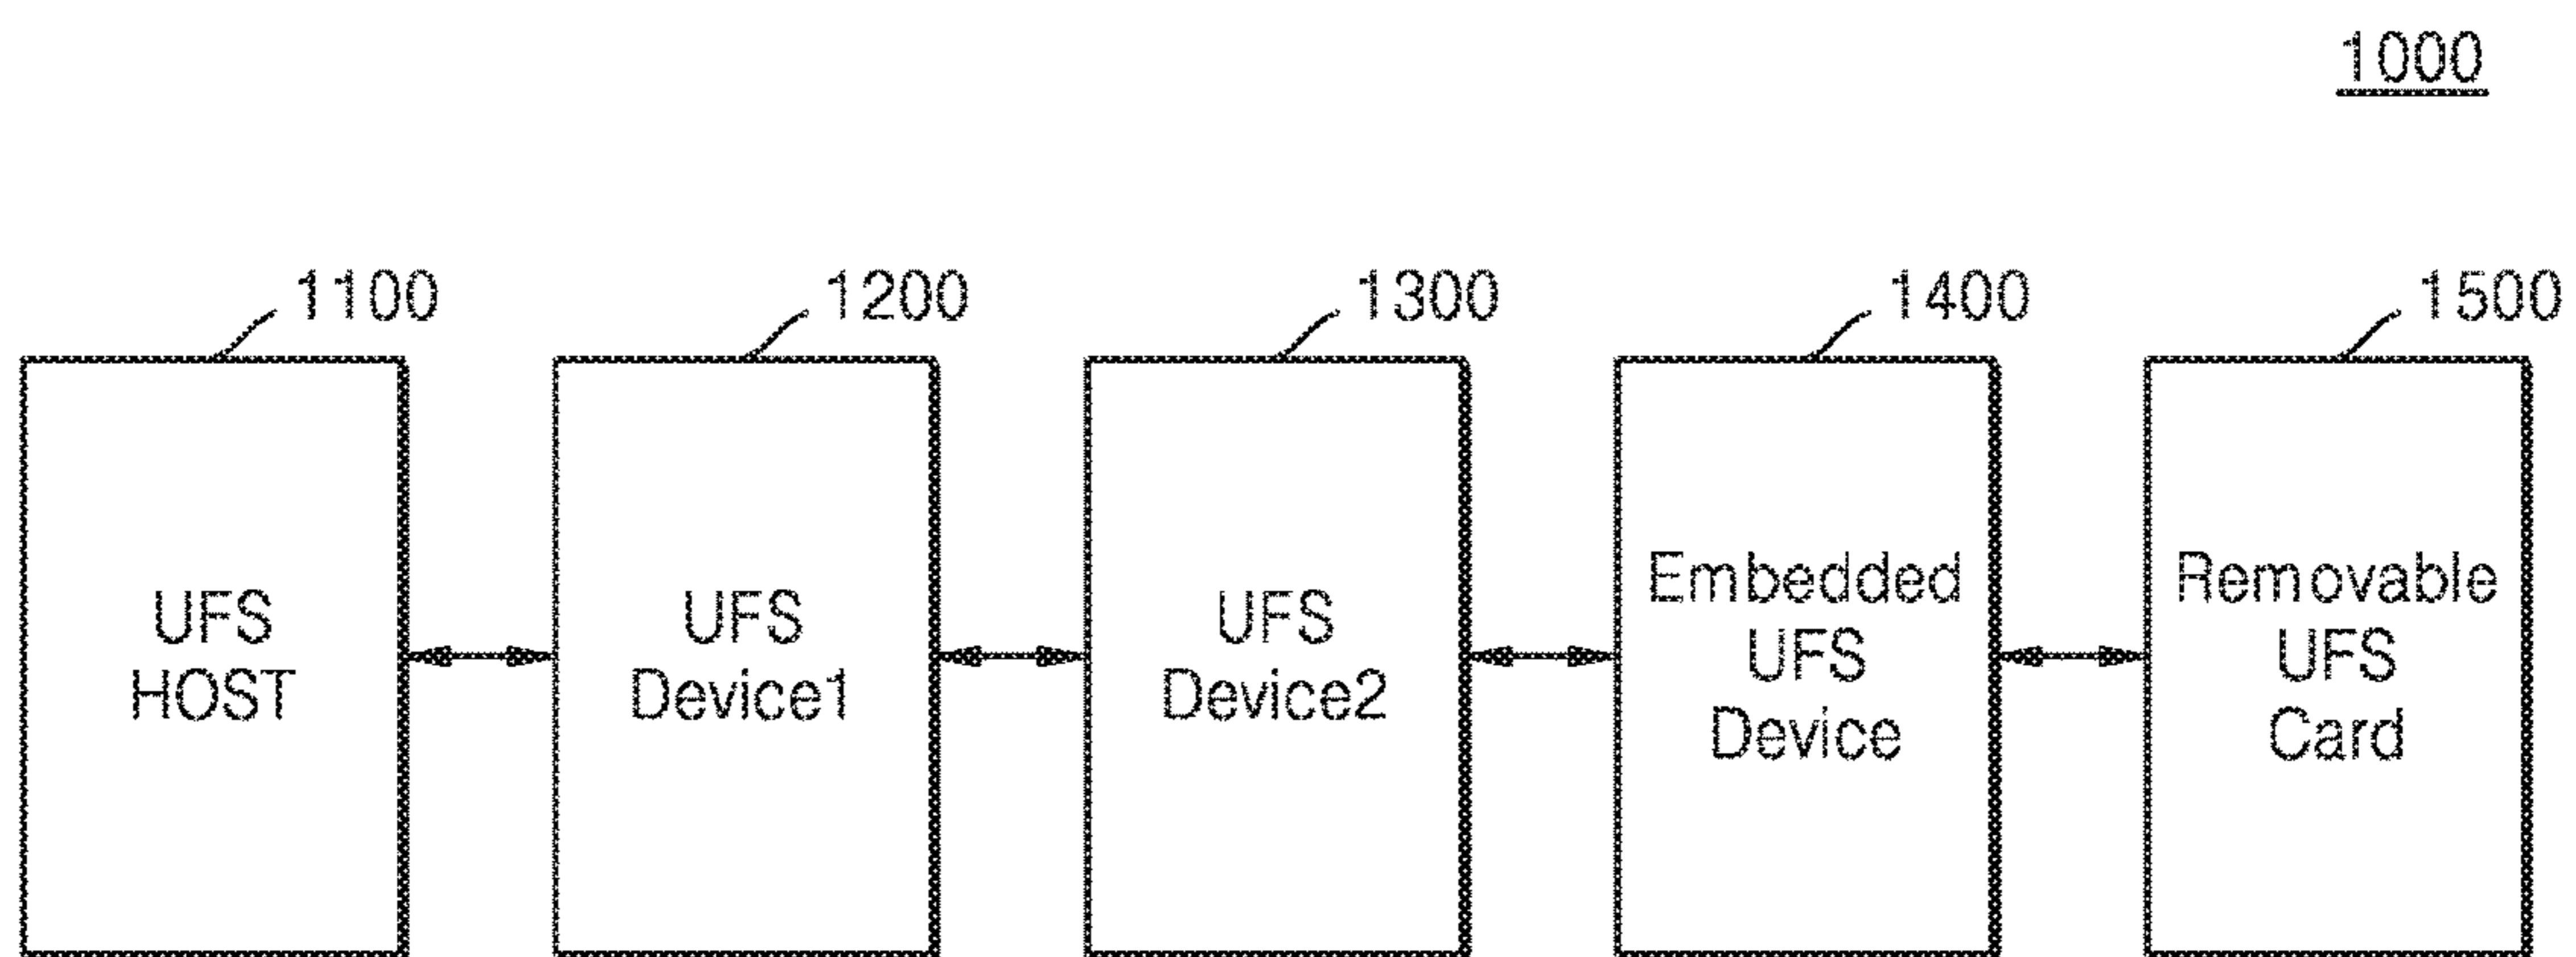 1000
1100
1200
1300
1400
1500
UFS
HOST
UFS
Device1
UFS
Device2
Embedded
UFS
Device
Removable
UFS
Card